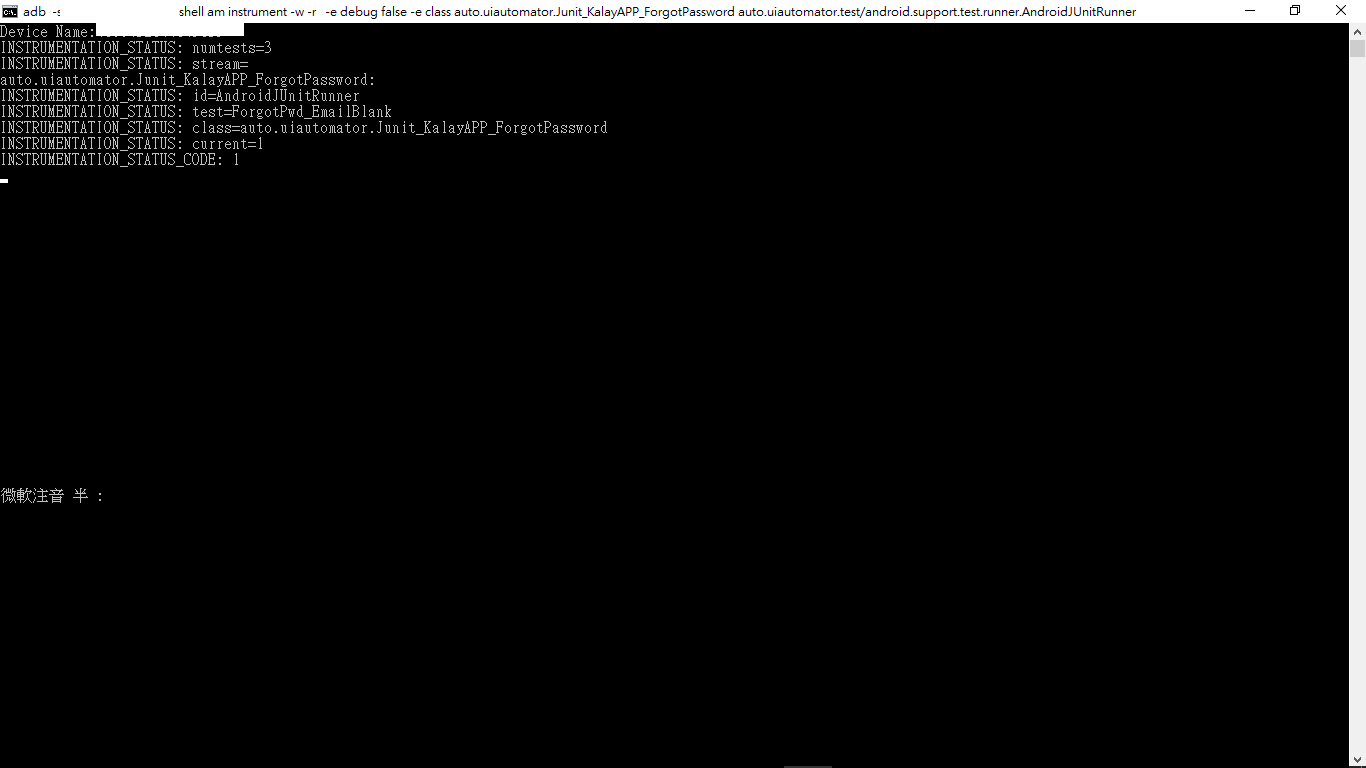 adb -s shell am instrument -w -r -e debug false -e class auto.uiautomator.Junit_KalayAPP_ForgotPassword auto.uiautomator.test/android.support.test.runner.AndroidJUnitRunner
Device Name:
INSTRUMENTATION_STATUS: numtests=3
INSTRUMENTATION_STATUS: stream=
auto.uiautomator.Junit_KalayAPP_ForgotPassword:
INSTRUMENTATION_STATUS: id=AndroidJUnitRunner
INSTRUMENTATION_STATUS: test=ForgotPwd_EmailBlank
INSTRUMENTATION_STATUS: class=auto.uiautomator.Junit_KalayAPP_ForgotPassword
INSTRUMENTATION_STATUS: current=1
INSTRUMENTATION_STATUS_CODE: 1
微軟注音 半 :